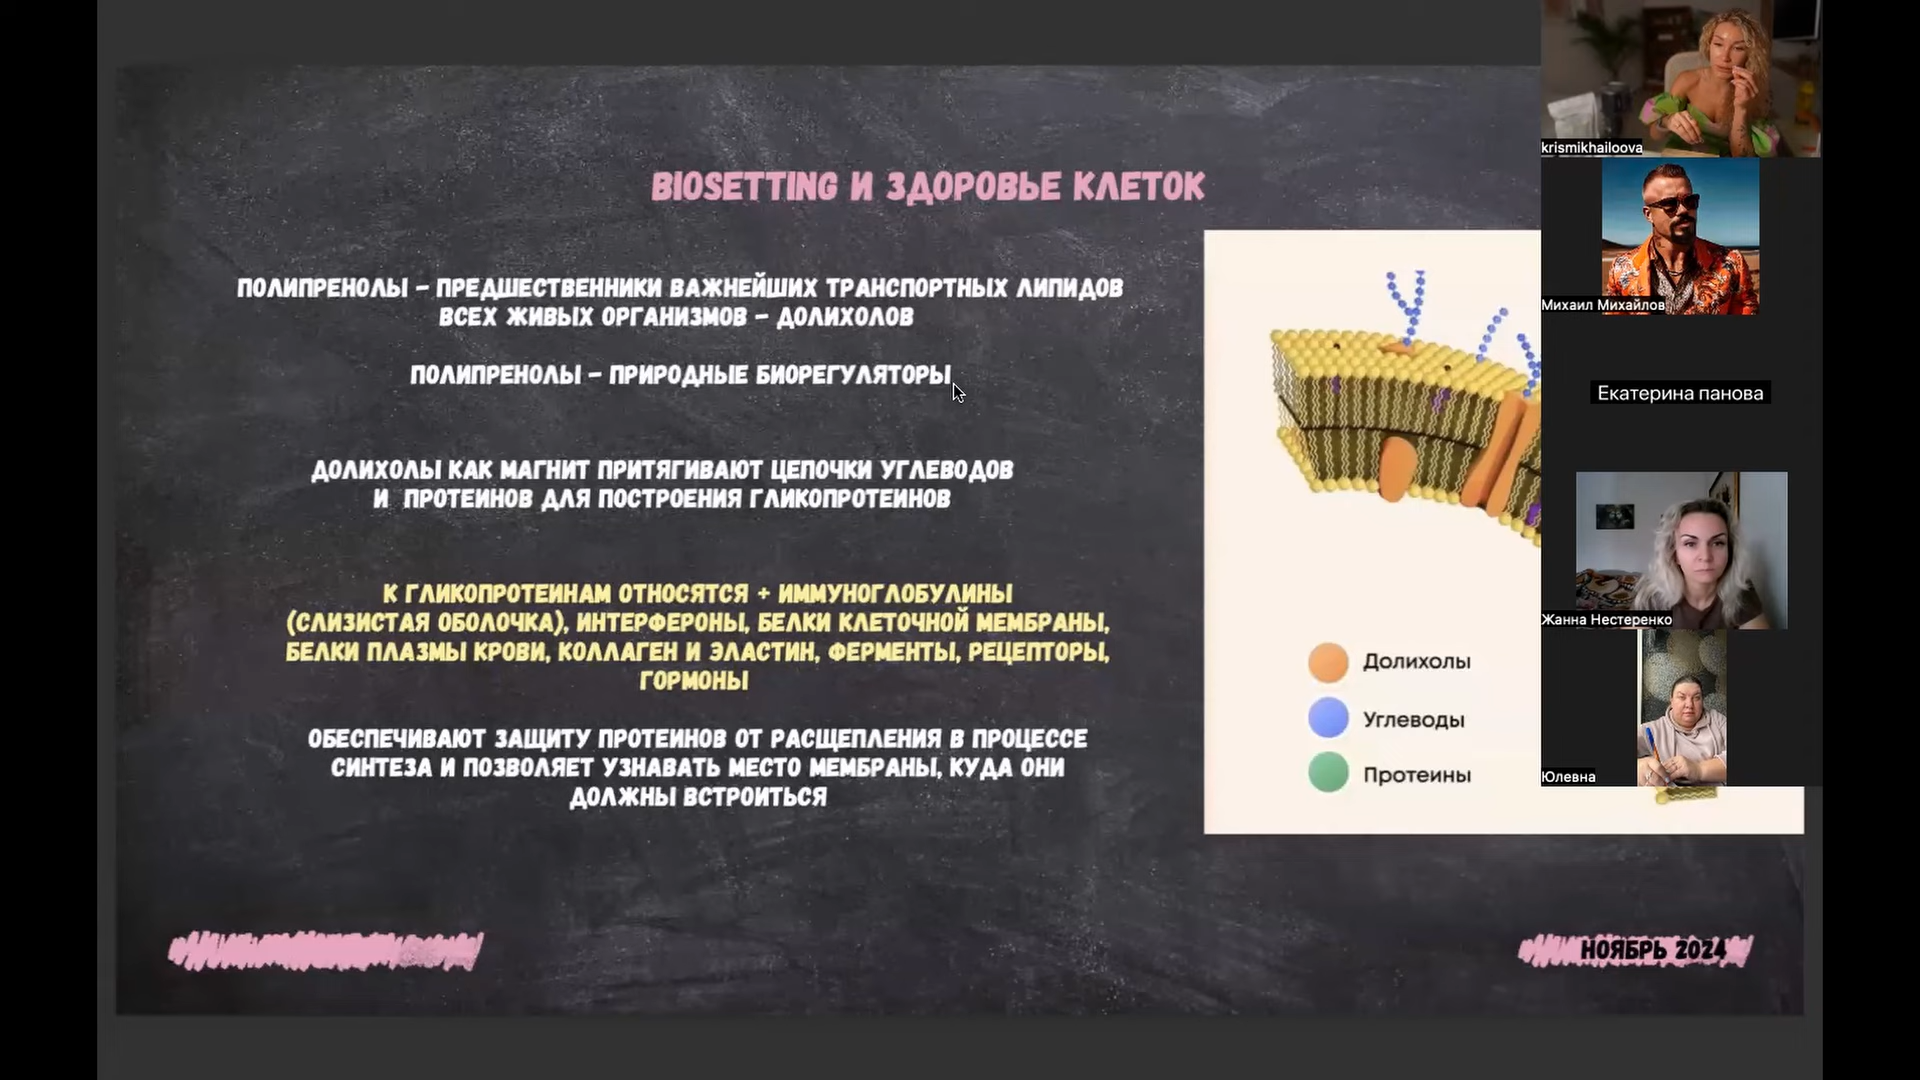 BIOSETTING И ЗДОРОВЬЕ КЛЕТОК
ПОЛИПРЕНОЛЫ – ПРЕДШЕСТВЕННИКИ ВАЖНЕЙШИХ ТРАНСПОРТНЫХ ЛИПИДОВ
ВСЕХ ЖИВЫХ ОРГАНИЗМОВ – ДОЛИХОЛОВ
ПОЛИПРЕНОЛЫ – ПРИРОДНЫЕ БИОРЕГУЛЯТОРЫ
ДОЛИХОЛЫ КАК МАГНИТ ПРИТЯГИВАЮТ ЦЕПОЧКИ УГЛЕВОДОВ
И ПРОТЕИНОВ ДЛЯ ПОСТРОЕНИЯ ГЛИКОПРОТЕИНОВ
К ГЛИКОПРОТЕИНАМ ОТНОСЯТСЯ + ИММУНОГЛОБУЛИНЫ
(СЛИЗИСТАЯ ОБОЛОЧКА), ИНТЕРФЕРОНЫ, БЕЛКИ КЛЕТОЧНОЙ МЕМБРАНЫ,
БЕЛКИ ПЛАЗМЫ КРОВИ, КОЛЛАГЕН И ЭЛАСТИН, ФЕРМЕНТЫ, РЕЦЕПТОРЫ,
ГОРМОНЫ
ОБЕСПЕЧИВАЮТ ЗАЩИТУ ПРОТЕИНОВ ОТ РАСЩЕПЛЕНИЯ В ПРОЦЕССЕ
СИНТЕЗА И ПОЗВОЛЯЕТ УЗНАВАТЬ МЕСТО МЕМБРАНЫ, КУДА ОНИ
ДОЛЖНЫ ВСТРОИТЬСЯ
Долихолы
Углеводы
Протеины
НОЯБРЬ 2024
krismikhailoova
Михаил Михайлов
Екатерина панова
Жанна Нестеренко
Юлевна